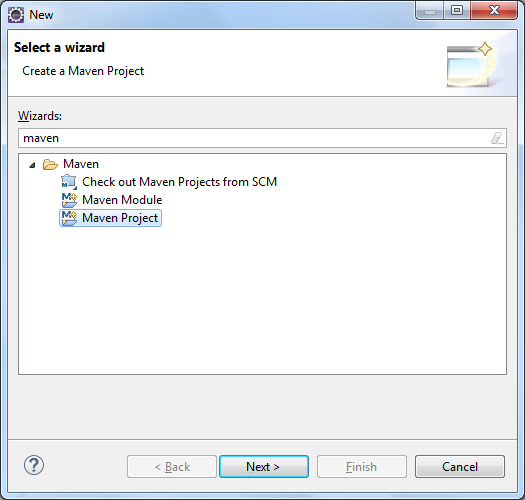 New
Select a wizard
Create a Maven Project
Wizards:
maven
Maven
Check out Maven Projects from SCM
Maven Module
Maven Project
< Back
Next >
Finish
Cancel